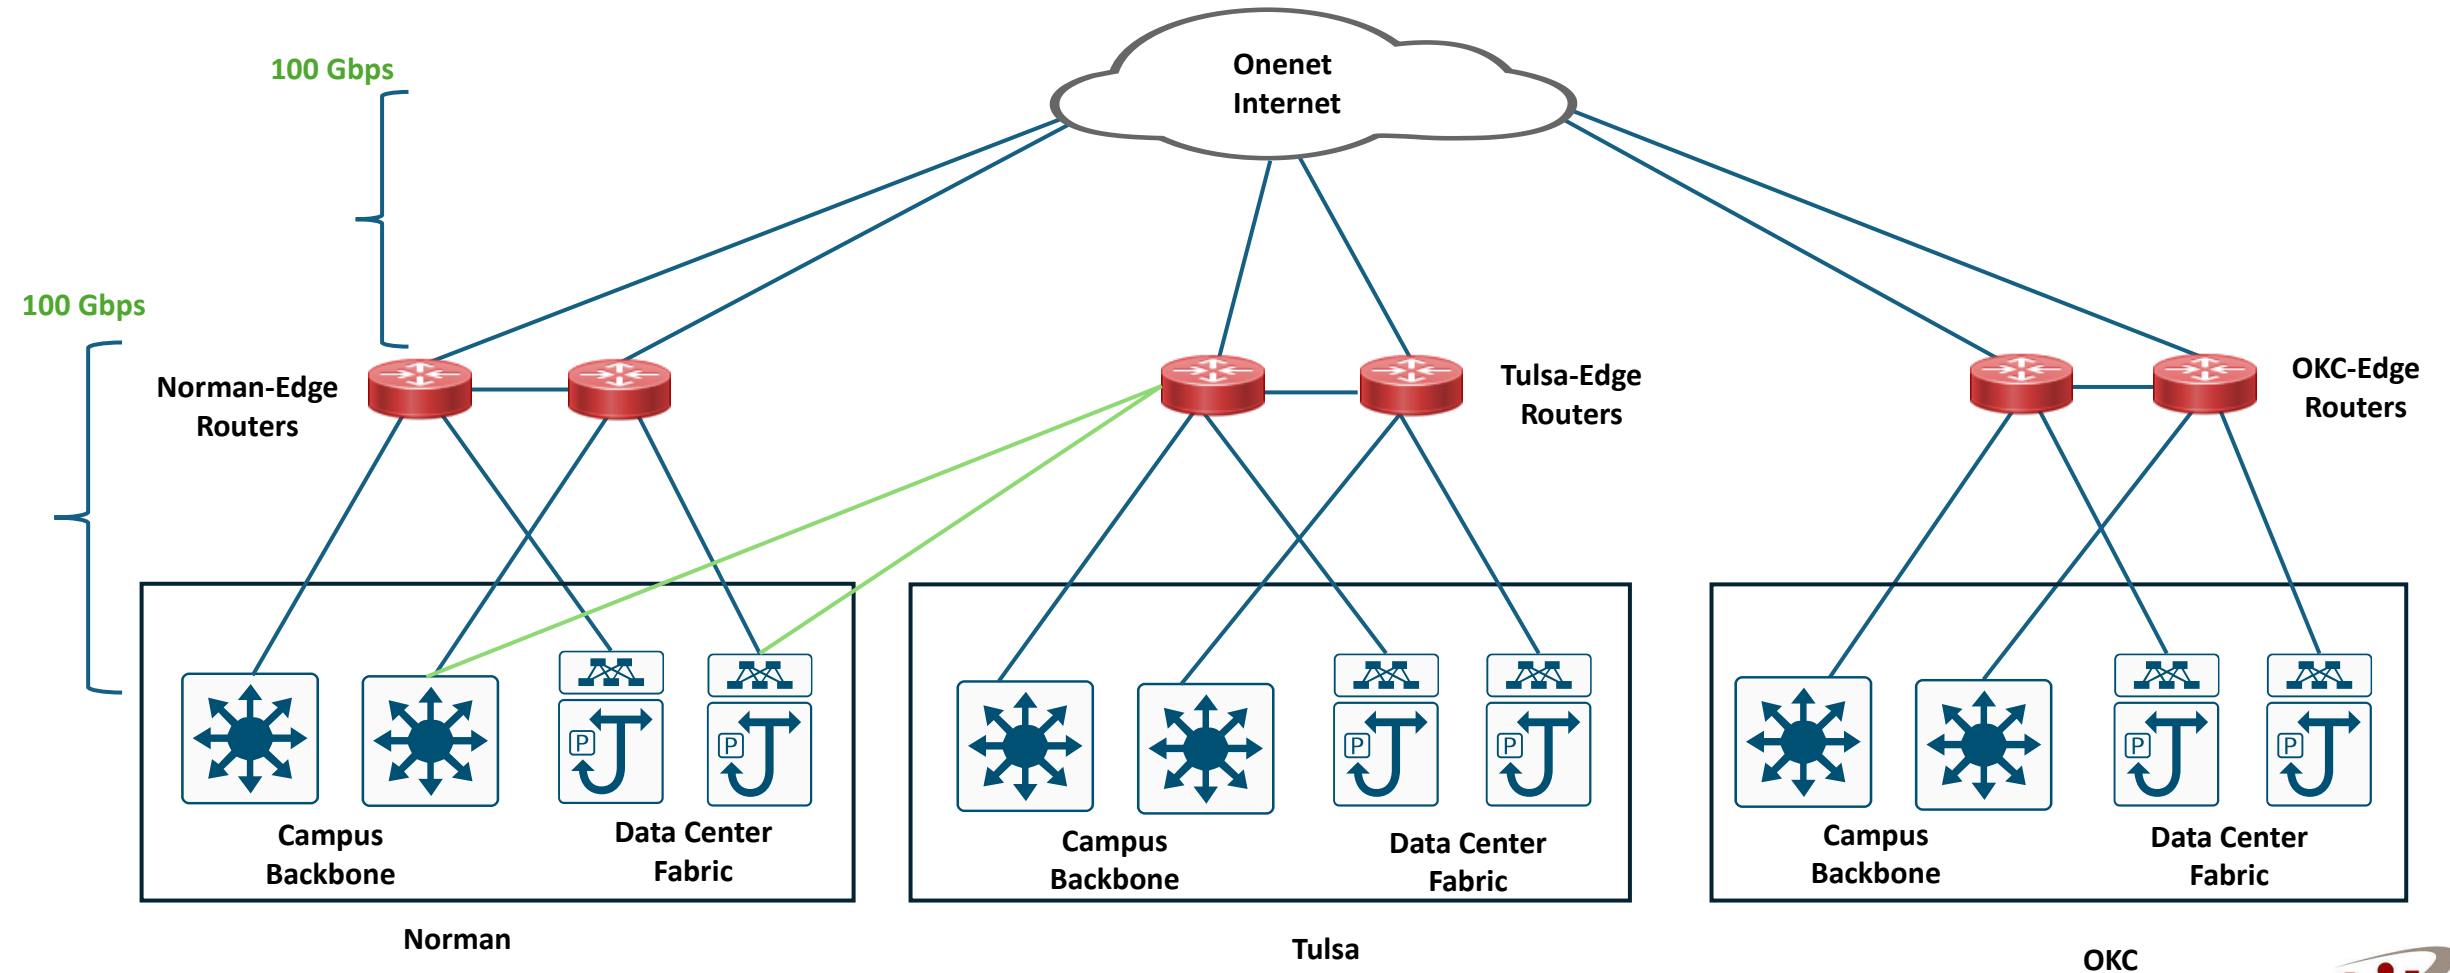 Onenet
Internet
100 Gbps
100 Gbps
Norman-Edge
Routers
Tulsa-Edge
Routers
OKC-Edge
Routers
P
P
P
P
P
P
Campus
Backbone
Data Center
Fabric
Campus
Backbone
Data Center
Fabric
Campus
Backbone
Data Center
Fabric
Norman
Tulsa
OKC